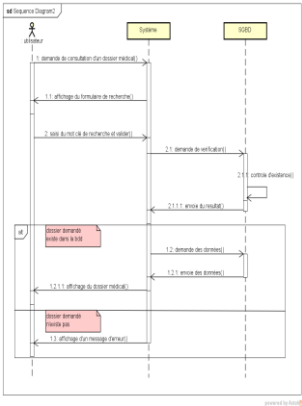 sd Sequence Diagram2
utilisateur
Système
SGBD
1: demande de consultation d'un dossier médical()
1.1: affichage du formulaire de recherche()
2: saisi du mot clé de recherche et valider()
2.1: demande de verification()
2.1.1: controle d'existence()
2.1.1.1: envoie du resultat()
alt
dossier demandé
existe dans la bdd
1.2: demande des données()
1.2.1: envoie des données()
1.2.1.1: affichage du dossier médical()
dossier demandé
n'existe pas
1.3: affichage d'un message d'erreur()
powered by Astah